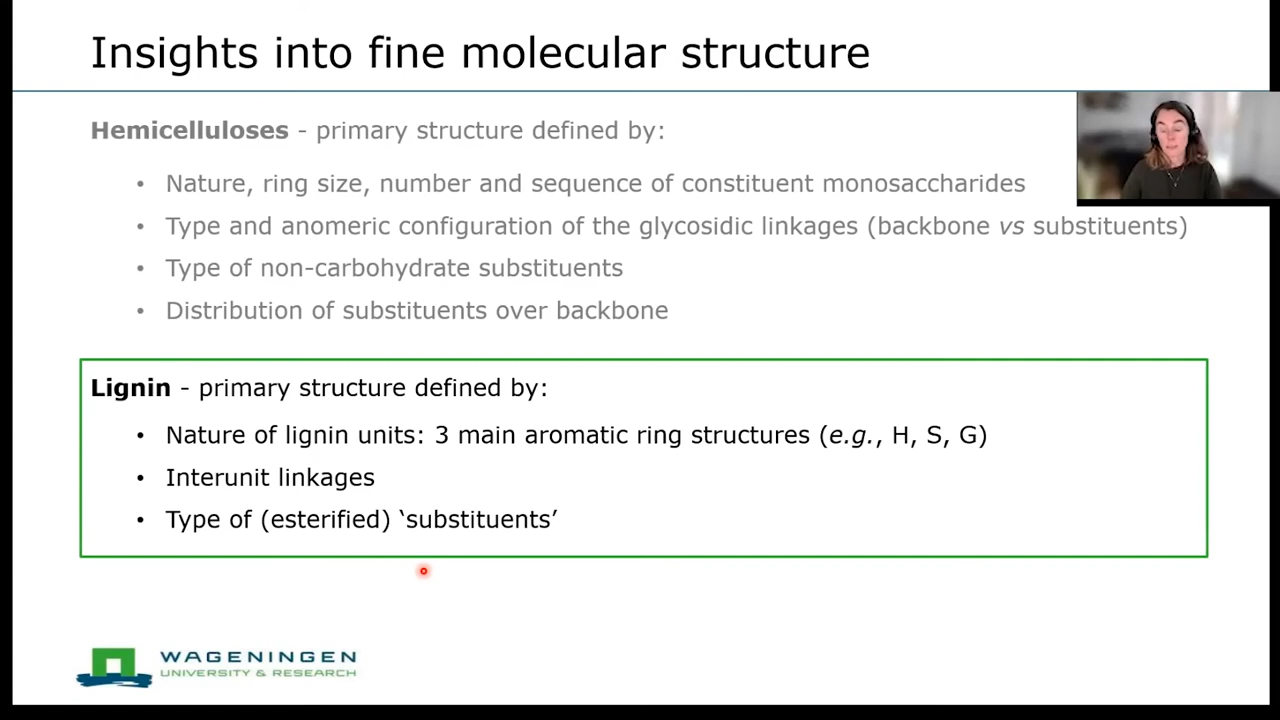 Insights into fine molecular structure
Hemicelluloses - primary structure defined by:
• Nature, ring size, number and sequence of constituent monosaccharides
• Type and anomeric configuration of the glycosidic linkages (backbone vs substituents)
• Type of non-carbohydrate substituents
• Distribution of substituents over backbone
Lignin - primary structure defined by:
• Nature of lignin units: 3 main aromatic ring structures (e.g., H, S, G)
• Interunit linkages
• Type of (esterified) ‘substituents’
WAGENINGEN
UNIVERSITY & RESEARCH